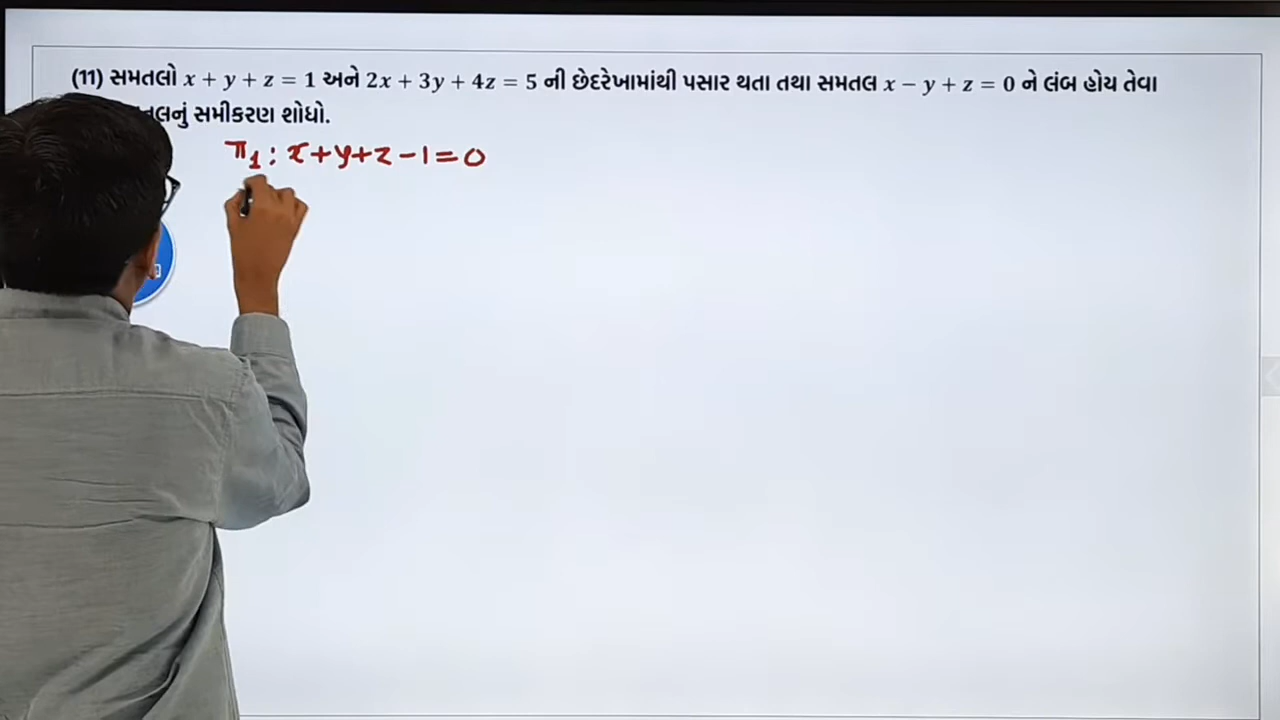 (11) સમતલો x + y + z = 1 અને 2x + 3y + 4z = 5 ની છેદરેખામાંથી પસાર થતા તથા સમતલ x − y + z = 0 ને લંબ હોય તેવા
સમીકરણ શોધો.
π₁ : x+y+z−1=0